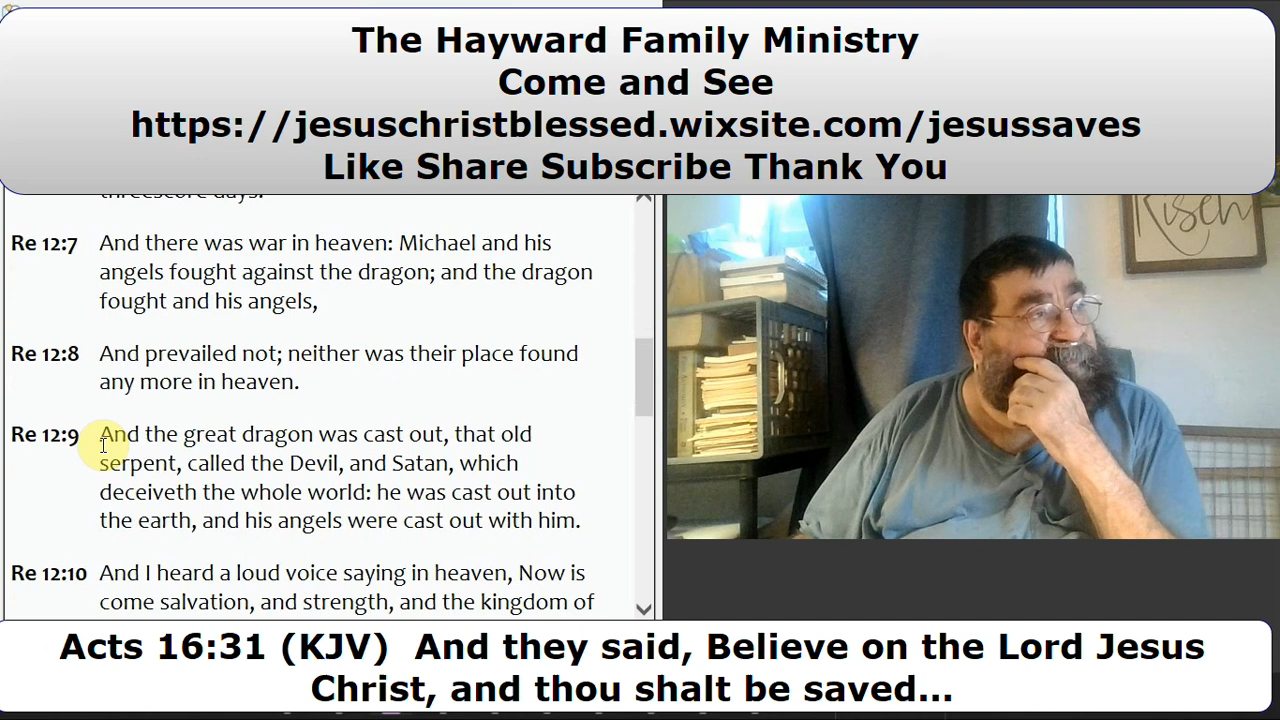 The Hayward Family Ministry
Come and See
https://jesuschristblessed.wixsite.com/jesussaves
Like Share Subscribe Thank You
threescore days.
Re 12:7 And there was war in heaven: Michael and his
angels fought against the dragon; and the dragon
fought and his angels,
Re 12:8 And prevailed not; neither was their place found
any more in heaven.
Re 12:9 And the great dragon was cast out, that old
serpent, called the Devil, and Satan, which
deceiveth the whole world: he was cast out into
the earth, and his angels were cast out with him.
Re 12:10 And I heard a loud voice saying in heaven, Now is
come salvation, and strength, and the kingdom of
Risen
Acts 16:31 (KJV) And they said, Believe on the Lord Jesus
Christ, and thou shalt be saved...